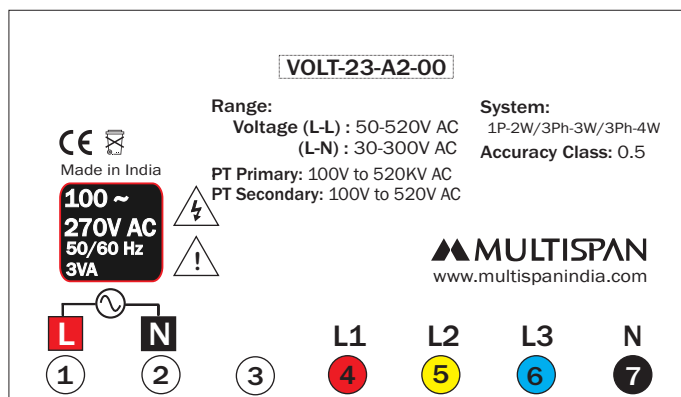 VOLT-23-A2-00
Range:
Voltage (L-L) : 50-520V AC
(L-N) : 30-300V AC
PT Primary: 100V to 520KV AC
PT Secondary: 100V to 520V AC
System:
1P-2W/3Ph-3W/3Ph-4W
Accuracy Class: 0.5
CE
Made in India
100 ~
270V AC
50/60 Hz
3VA
!
MULTISPAN
www.multispanindia.com
L N L1 L2 L3 N
1 2 3 4 5 6 7